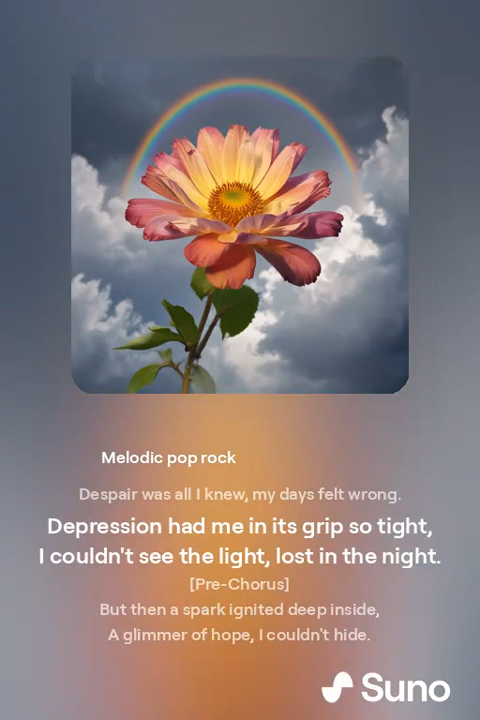 Melodic pop rock
Despair was all I knew, my days felt wrong.
Depression had me in its grip so tight,
I couldn't see the light, lost in the night.
[Pre-Chorus]
But then a spark ignited deep inside,
A glimmer of hope, I couldn't hide.
Suno